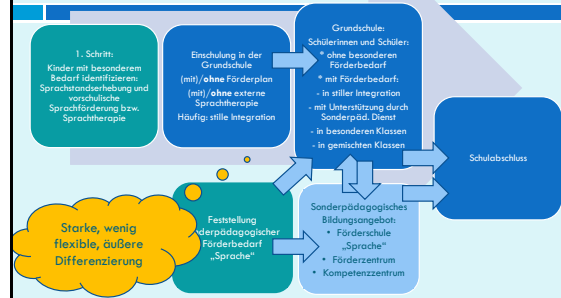 1. Schritt:
Kinder mit besonderem
Bedarf identifizieren:
Sprachstandserhebung und
vorschulische
Sprachförderung bzw.
Sprachtherapie
Einschulung in der
Grundschule
(mit)/ohne Förderplan
(mit)/ohne externe
Sprachtherapie
Häufig: stille Integration
Grundschule:
Schülerinnen und Schüler:
* ohne besonderen
Förderbedarf
* mit Förderbedarf:
- in stiller Integration
- mit Unterstützung durch
Sonderpäd. Dienst
- in besonderen Klassen
- in gemischten Klassen
Schulabschluss
Starke, wenig
flexible, äußere
Differenzierung
Feststellung
nderpädagogischer
Förderbedarf
„Sprache“
Sonderpädagogisches
Bildungsangebot:
• Förderschule
„Sprache“
• Förderzentrum
• Kompetenzzentrum